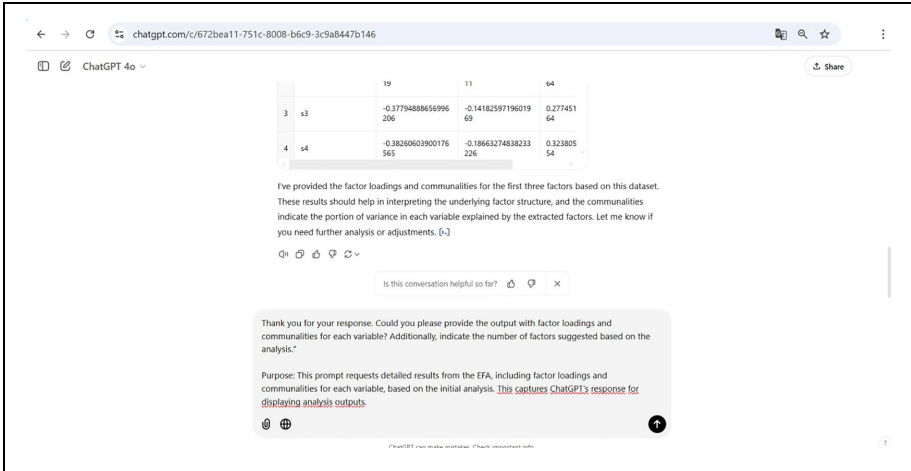 chatgpt.com/c/672bea11-751c-8008-b6c9-3c9a8447b146
ChatGPT 4o
Share
19 11 64
3 s3 -0.37794888656996 -0.14182597196019 0.277451
206 69 64
4 s4 -0.38260603900176 -0.18663274838233 0.323805
565 226 54
I've provided the factor loadings and communalities for the first three factors based on this dataset.
These results should help in interpreting the underlying factor structure, and the communalities
indicate the portion of variance in each variable explained by the extracted factors. Let me know if
you need further analysis or adjustments. [>-]
Is this conversation helpful so far?
Thank you for your response. Could you please provide the output with factor loadings and
communalities for each variable? Additionally, indicate the number of factors suggested based on the
analysis."
Purpose: This prompt requests detailed results from the EFA, including factor loadings and
communalities for each variable, based on the initial analysis. This captures ChatGPT's response for
displaying analysis outputs.
ChatGPT can make mistakes. Check important info.
?